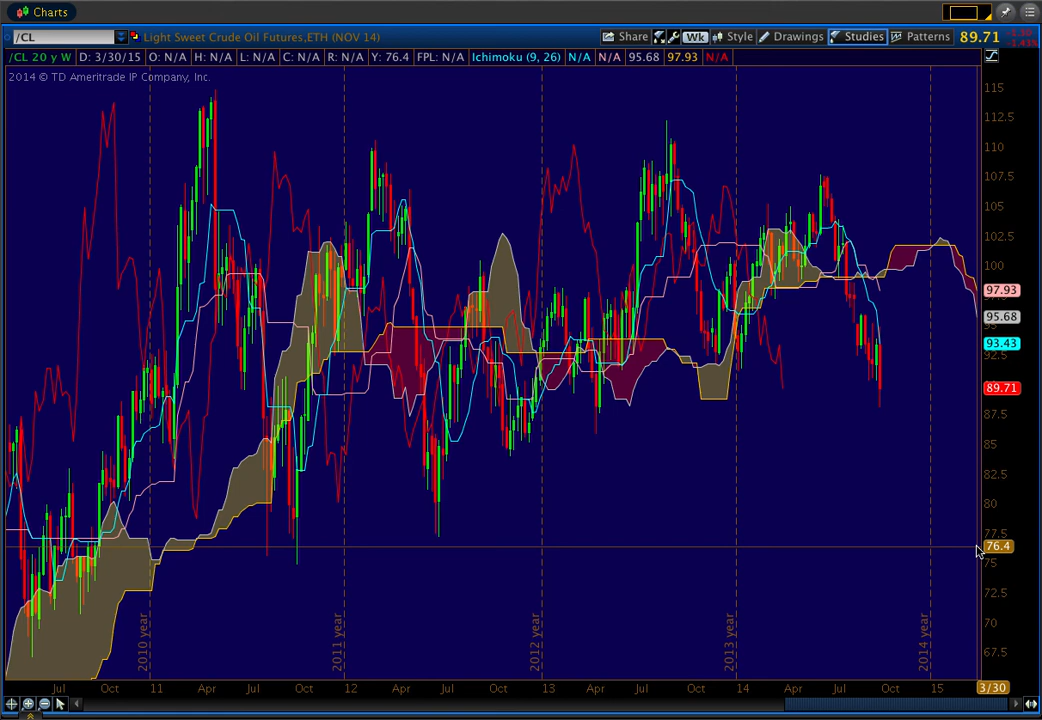 Charts
/CL Light Sweet Crude Oil Futures,ETH (NOV 14) Share Wk Style Drawings Studies Patterns 89.71 -1.30 -1.43%
/CL 20 y W D: 3/30/15 O: N/A H: N/A L: N/A C: N/A R: N/A Y: 76.4 FPL: N/A Ichimoku (9, 26) N/A N/A 95.68 97.93 N/A
2014 © TD Ameritrade IP Company, Inc.
115
112.5
110
107.5
105
102.5
100
97.93
95.68
93.43
92.5
89.71
87.5
85
82.5
80
77.5
76.4
75
72.5
70
67.5
2010 year
2011 year
2012 year
2013 year
2014 year
Jul Oct 11 Apr Jul Oct 12 Apr Jul Oct 13 Apr Jul Oct 14 Apr Jul Oct 15 3/30